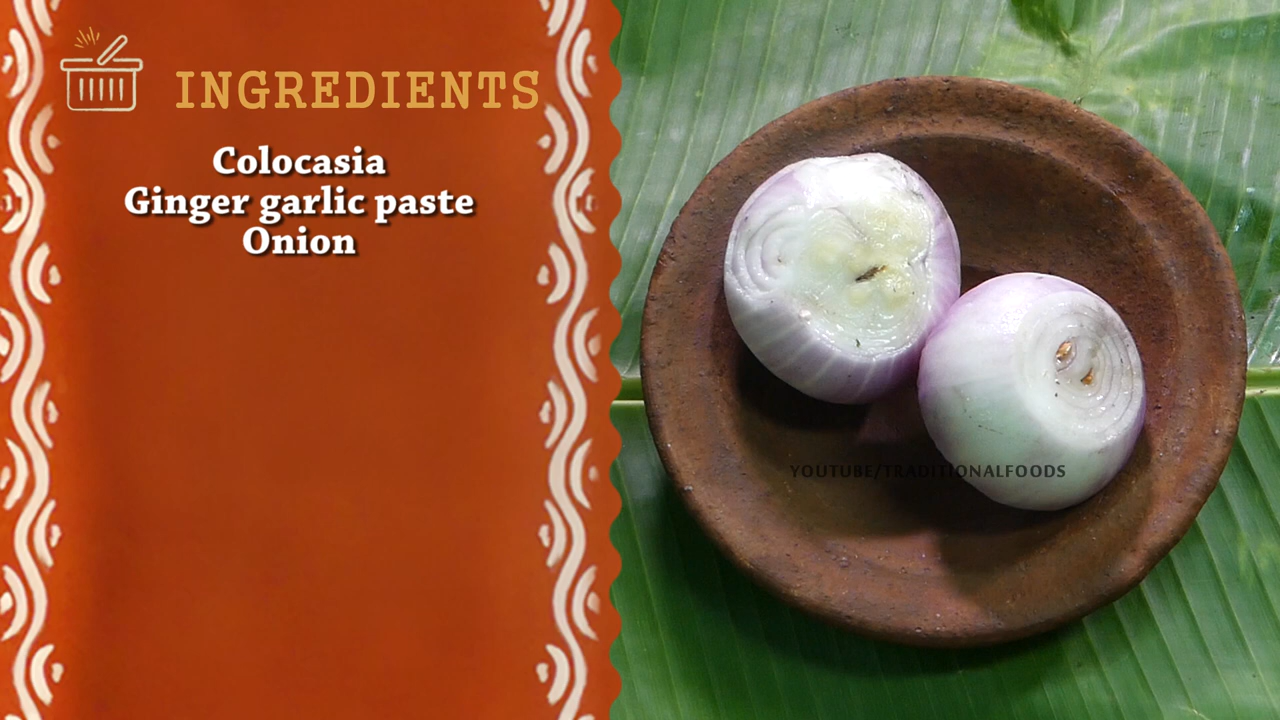 INGREDIENTS
Colocasia
Ginger garlic paste
Onion
YOUTUBE/TRADITIONALFOODS